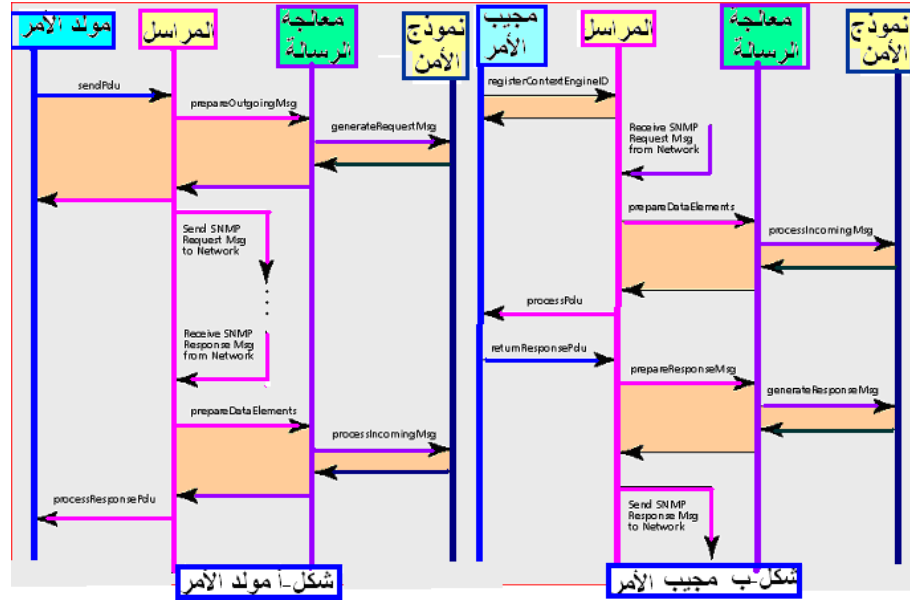 مولد الأمر
المراسل
معالجة
الرسالة
نموذج
الأمن
sendPdu
prepareOutgoingMsg
generateRequestMsg
Send SNMP
Request Msg
to Network
Receive SNMP
Response Msg
from Network
prepareDataElements
processIncomingMsg
processResponsePdu
شكل-أ مولد الأمر
مجيب
الأمر
المراسل
معالجة
الرسالة
نموذج
الأمن
registerContextEngineID
Receive SNMP
Request Msg
from Network
prepareDataElements
processIncomingMsg
processPdu
returnResponsePdu
prepareResponseMsg
generateResponseMsg
Send SNMP
Response Msg
to Network
شكل-ب مجيب الأمر